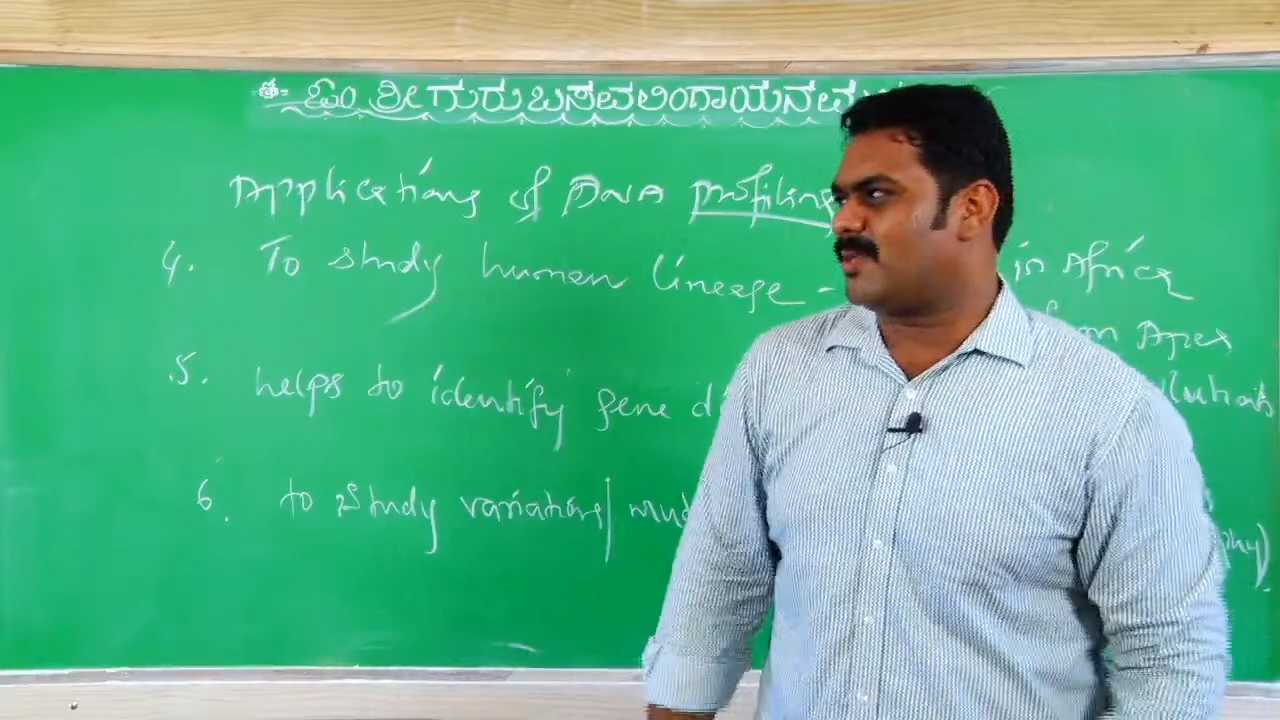 ಓಂ ಶ್ರೀ ಗುರು ಬಸವಲಿಂಗಾಯ ನಮಃ
Applications of DNA profiling
4. To study human lineage - in Africa
from Apes
5. helps to identify gene
6. to study variations/